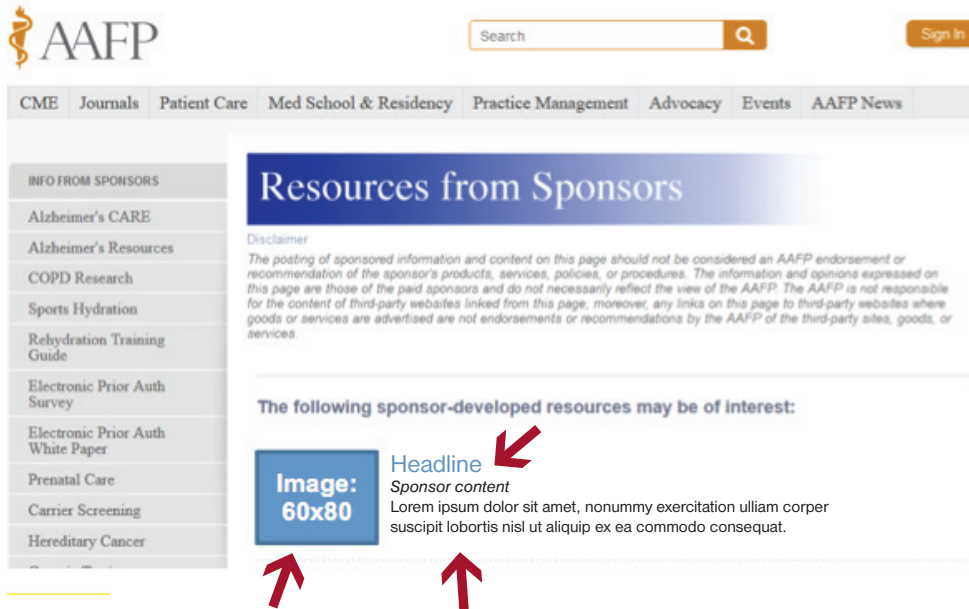 AAFP
Search
Sign In
CME Journals Patient Care Med School & Residency Practice Management Advocacy Events AAFP News
INFO FROM SPONSORS
Alzheimer's CARE
Alzheimer's Resources
COPD Research
Sports Hydration
Rehydration Training
Guide
Electronic Prior Auth
Survey
Electronic Prior Auth
White Paper
Prenatal Care
Carrier Screening
Hereditary Cancer
Resources from Sponsors
Disclaimer
The posting of sponsored information and content on this page should not be considered an AAFP endorsement or
recommendation of the sponsor's products, services, policies, or procedures. The information and opinions expressed on
this page are those of the paid sponsors and do not necessarily reflect the view of the AAFP. The AAFP is not responsible
for the content of third-party websites linked from this page; moreover, any links on this page to third-party websites where
goods or services are advertised are not endorsements or recommendations by the AAFP of the third-party sites, goods, or
services.
The following sponsor-developed resources may be of interest:
Image:
60x80
Headline
Sponsor content
Lorem ipsum dolor sit amet, nonummy exercitation ulliam corper
suscipit lobortis nisl ut aliquip ex ea commodo consequat.